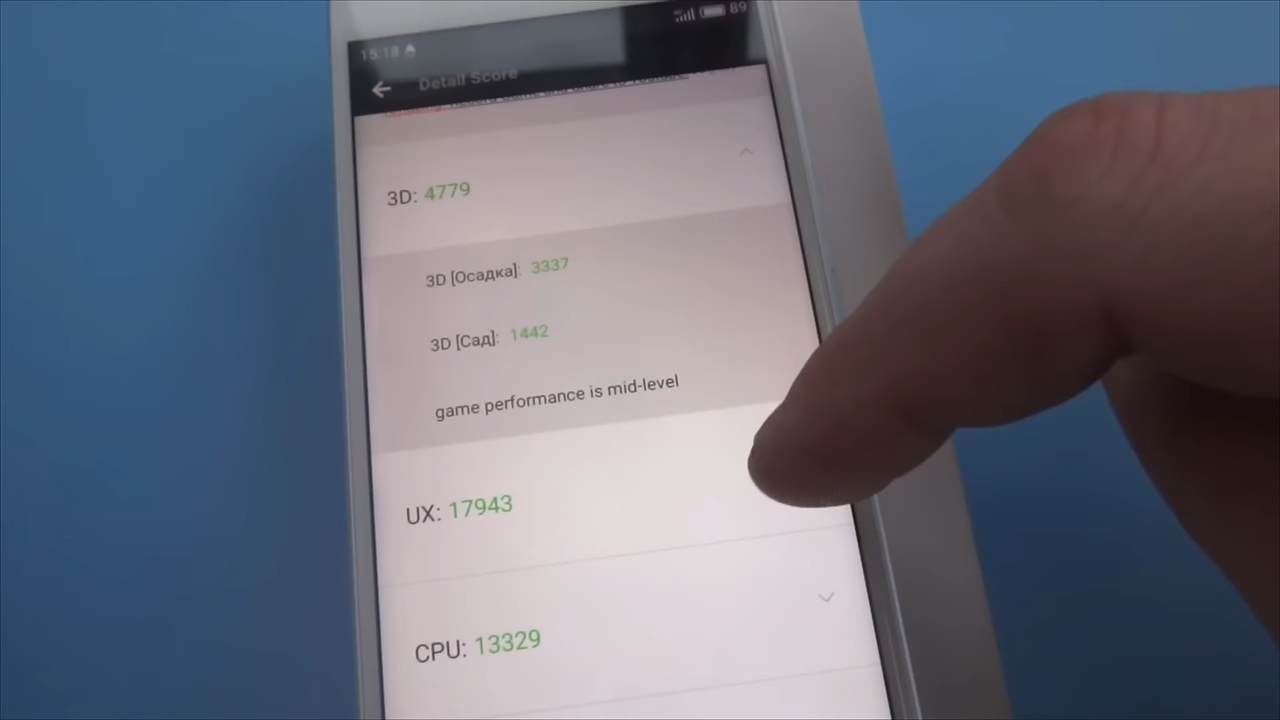 15:18
89
Detail Score
3D: 4779
3D [Осадка]: 3337
3D [Сад]: 1442
game performance is mid-level
UX: 17943
CPU: 13329